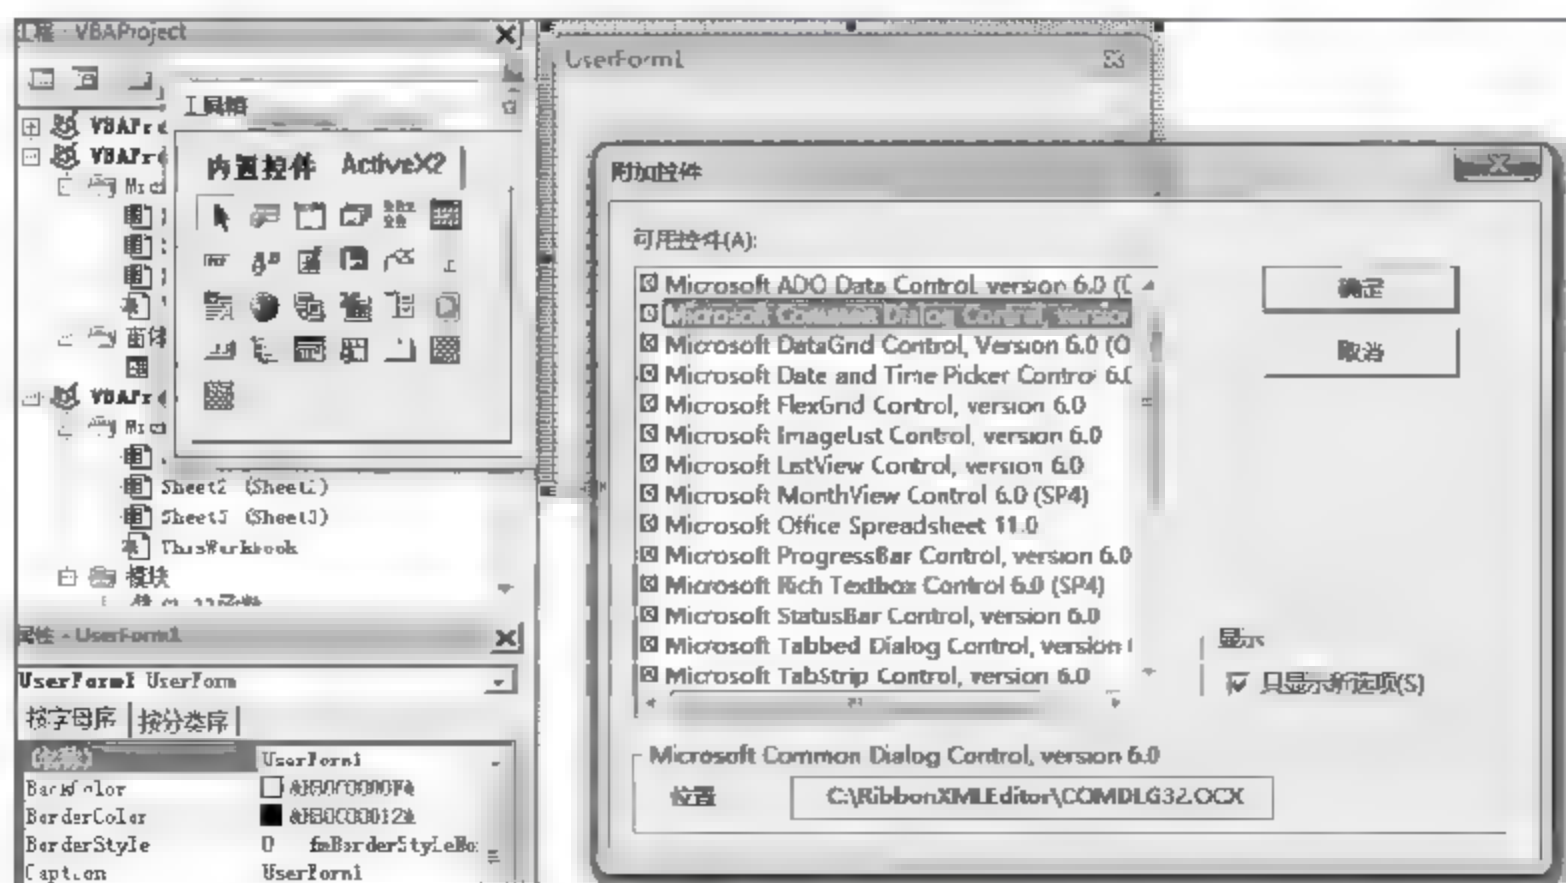 工程 - VBAProject
工具箱
内置控件 ActiveX2
Sheet2 (Sheet2)
Sheet3 (Sheet3)
ThisWorkbook
模块
属性 - UserForm1
UserForm1 UserForm
按字母序 按分类序
(名称) UserForm1
BackColor &H8000000F&
BorderColor &H80000012&
BorderStyle 0
Caption UserForm1
UserForm1
附加控件
可用控件(A):
Microsoft ADO Data Control, version 6.0 (
Microsoft Common Dialog Control, version
Microsoft DataGrid Control, Version 6.0 (O
Microsoft Date and Time Picker Control 6.(
Microsoft FlexGrid Control, version 6.0
Microsoft ImageList Control, version 6.0
Microsoft ListView Control, version 6.0
Microsoft MonthView Control 6.0 (SP4)
Microsoft Office Spreadsheet 11.0
Microsoft ProgressBar Control, version 6.0
Microsoft Rich Textbox Control 6.0 (SP4)
Microsoft StatusBar Control, version 6.0
Microsoft Tabbed Dialog Control, version
Microsoft TabStrip Control, version 6.0
确定
取消
显示
只显示所选项(S)
Microsoft Common Dialog Control, version 6.0
位置 C:\RibbonXMLEditor\COMDLG32.OCX